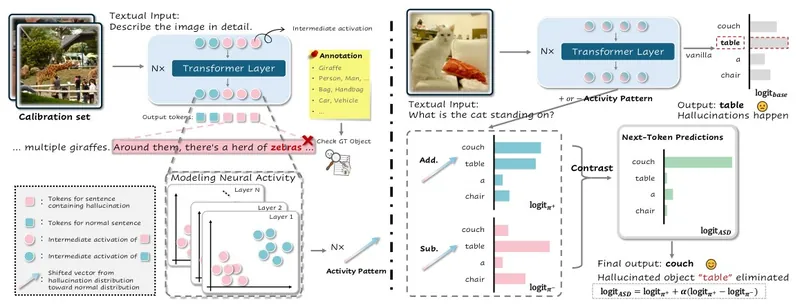 Textual Input:
Describe the image in detail.
Intermediate activation
N×
Transformer Layer
Calibration set
Output tokens:
Annotation
Giraffe
Person, Man, ...
Bag, Handbag
Car, Vehicle
...
Check GT Object
... multiple giraffes. Around them, there's a herd of zebras ...
Modeling Neural Activity
Layer N
Layer 2
Layer 1
N×
Activity Pattern
: Tokens for sentence
containing hallucination
: Tokens for normal sentence
: Intermediate activation of
: Intermediate activation of
: Shifted vector from
hallucination distribution
toward normal distribution
Textual Input:
What is the cat standing on?
N×
Transformer Layer
vanilla
+ or − Activity Pattern
couch
table
a
chair
logit_base
Output: table
Hallucinations happen
Add.
couch
table
a
chair
logit_π+
Sub.
couch
table
a
chair
logit_π−
Contrast
Next-Token Predictions
couch
table
a
chair
logit_ASD
Final output: couch
Hallucinated object "table" eliminated
logit_ASD = logit_π+ + α(logit_π+ − logit_π−)